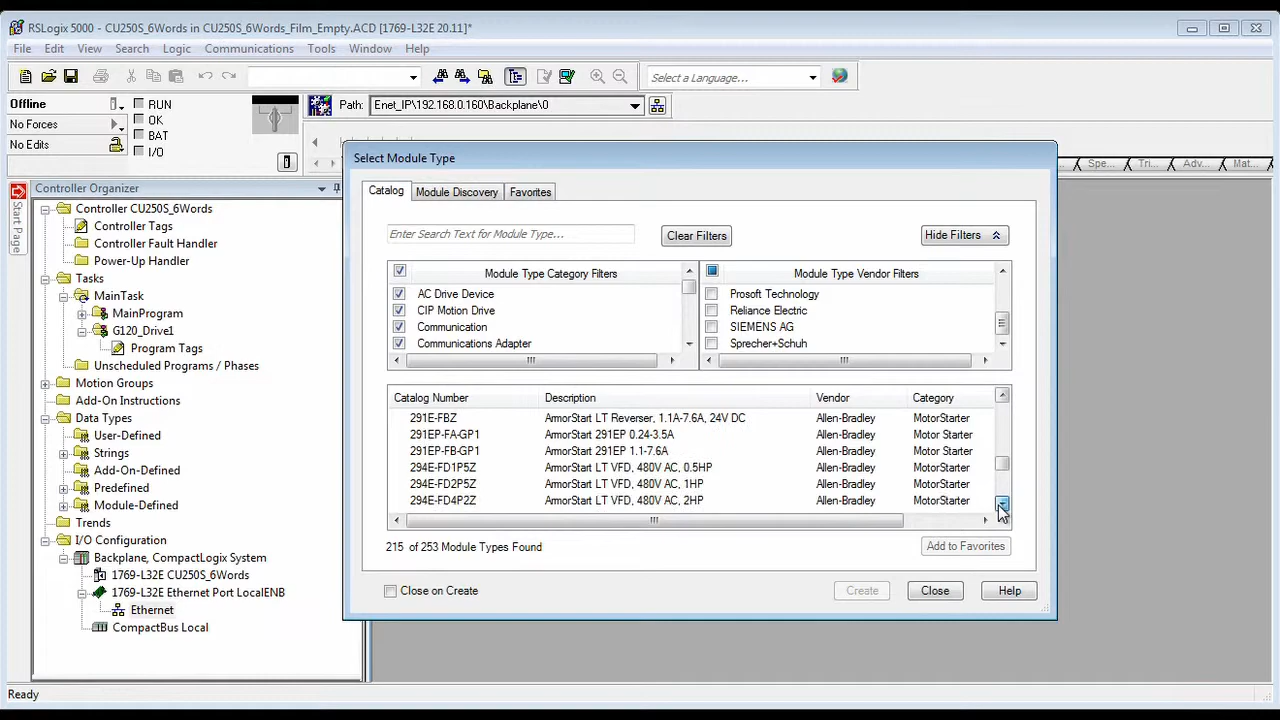 RSLogix 5000 - CU250S_6Words in CU250S_6Words_Film_Empty.ACD [1769-L32E 20.11]*
File Edit View Search Logic Communications Tools Window Help
Select a Language...
Offline
RUN
Path: Enet_IP\192.168.0.160\Backplane\0
No Forces
OK
No Edits
BAT
I/O
Spe... Tri... Adv... Mat...
Start Page
Controller Organizer
Controller CU250S_6Words
Controller Tags
Controller Fault Handler
Power-Up Handler
Tasks
MainTask
MainProgram
G120_Drive1
Program Tags
Unscheduled Programs / Phases
Motion Groups
Add-On Instructions
Data Types
User-Defined
Strings
Add-On-Defined
Predefined
Module-Defined
Trends
I/O Configuration
Backplane, CompactLogix System
1769-L32E CU250S_6Words
1769-L32E Ethernet Port LocalENB
Ethernet
CompactBus Local
Select Module Type
Catalog Module Discovery Favorites
Enter Search Text for Module Type...
Clear Filters
Hide Filters
Module Type Category Filters
AC Drive Device
CIP Motion Drive
Communication
Communications Adapter
Module Type Vendor Filters
Prosoft Technology
Reliance Electric
SIEMENS AG
Sprecher+Schuh
Catalog Number Description Vendor Category
291E-FBZ ArmorStart LT Reverser, 1.1A-7.6A, 24V DC Allen-Bradley MotorStarter
291EP-FA-GP1 ArmorStart 291EP 0.24-3.5A Allen-Bradley Motor Starter
291EP-FB-GP1 ArmorStart 291EP 1.1-7.6A Allen-Bradley Motor Starter
294E-FD1P5Z ArmorStart LT VFD, 480V AC, 0.5HP Allen-Bradley MotorStarter
294E-FD2P5Z ArmorStart LT VFD, 480V AC, 1HP Allen-Bradley MotorStarter
294E-FD4P2Z ArmorStart LT VFD, 480V AC, 2HP Allen-Bradley MotorStarter
215 of 253 Module Types Found
Add to Favorites
Close on Create
Create Close Help
Ready